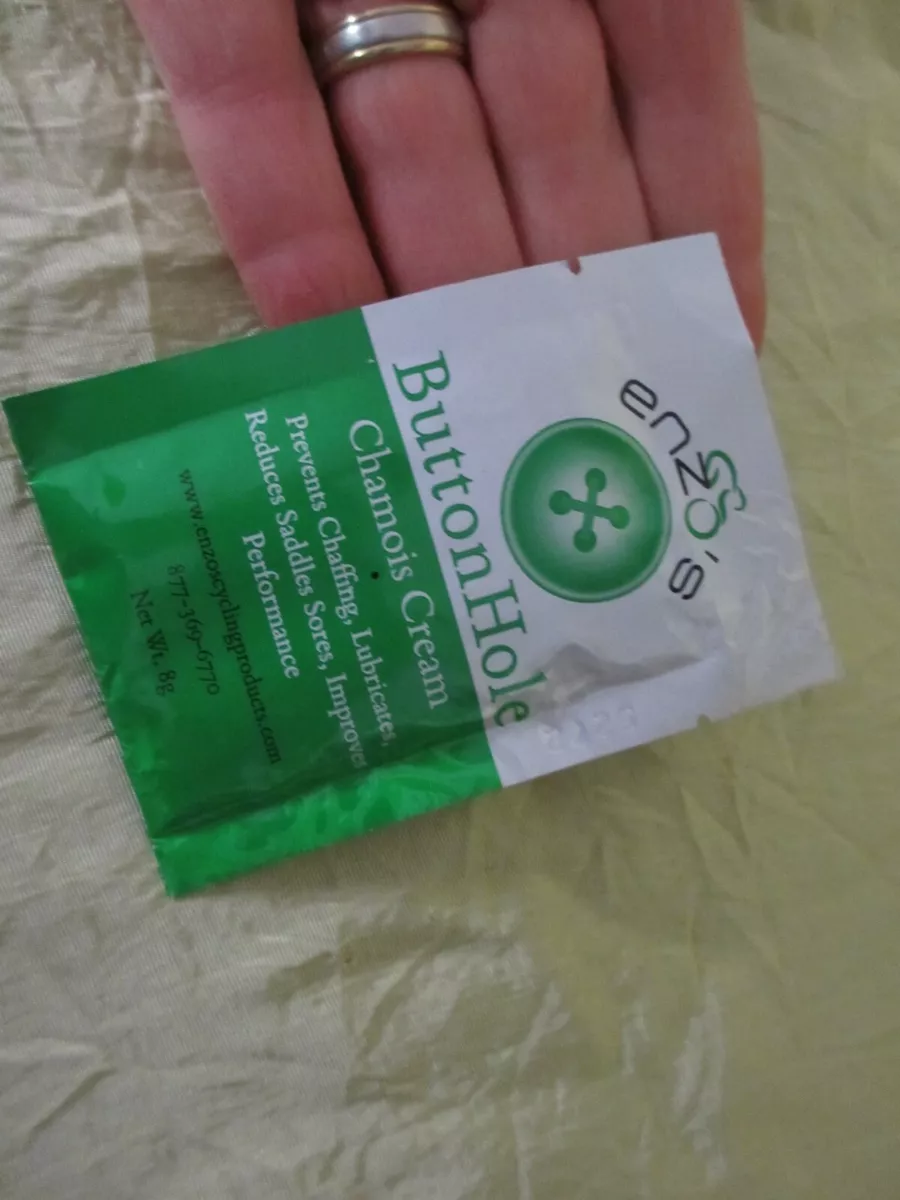 enzo's
ButtonHole
Chamois Cream
Prevents Chaffing, Lubricates,
Reduces Saddles Sores, Improves
Performance
www.enzoscyclingproducts.com
877-369-6770
Net Wt. 8g